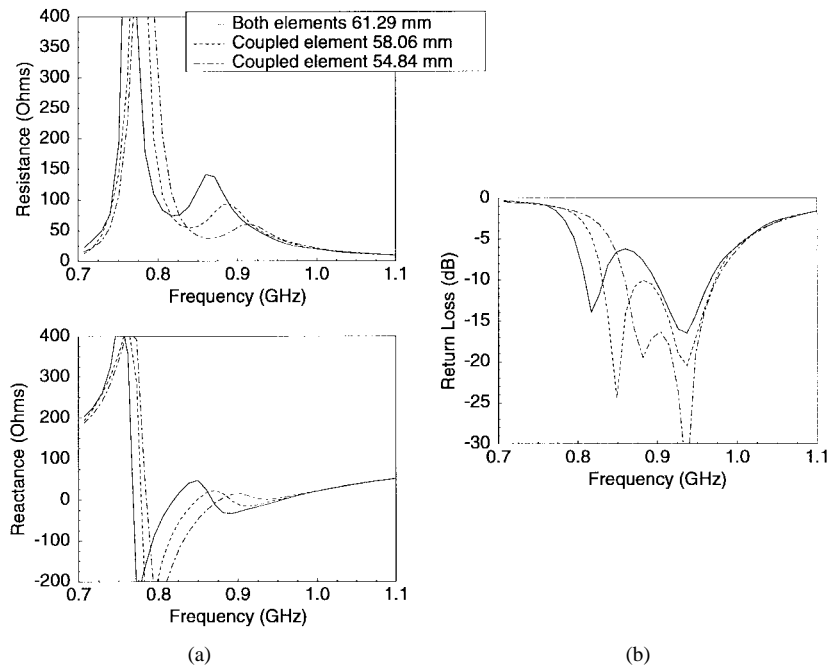 Both elements 61.29 mm
Coupled element 58.06 mm
Coupled element 54.84 mm
400
350
300
250
200
150
100
50
0
Resistance (Ohms)
0.7 0.8 0.9 1.0 1.1
Frequency (GHz)
400
300
200
100
0
-100
-200
Reactance (Ohms)
0.7 0.8 0.9 1.0 1.1
Frequency (GHz)
(a)
0
-5
-10
-15
-20
-25
-30
Return Loss (dB)
0.7 0.8 0.9 1.0 1.1
Frequency (GHz)
(b)